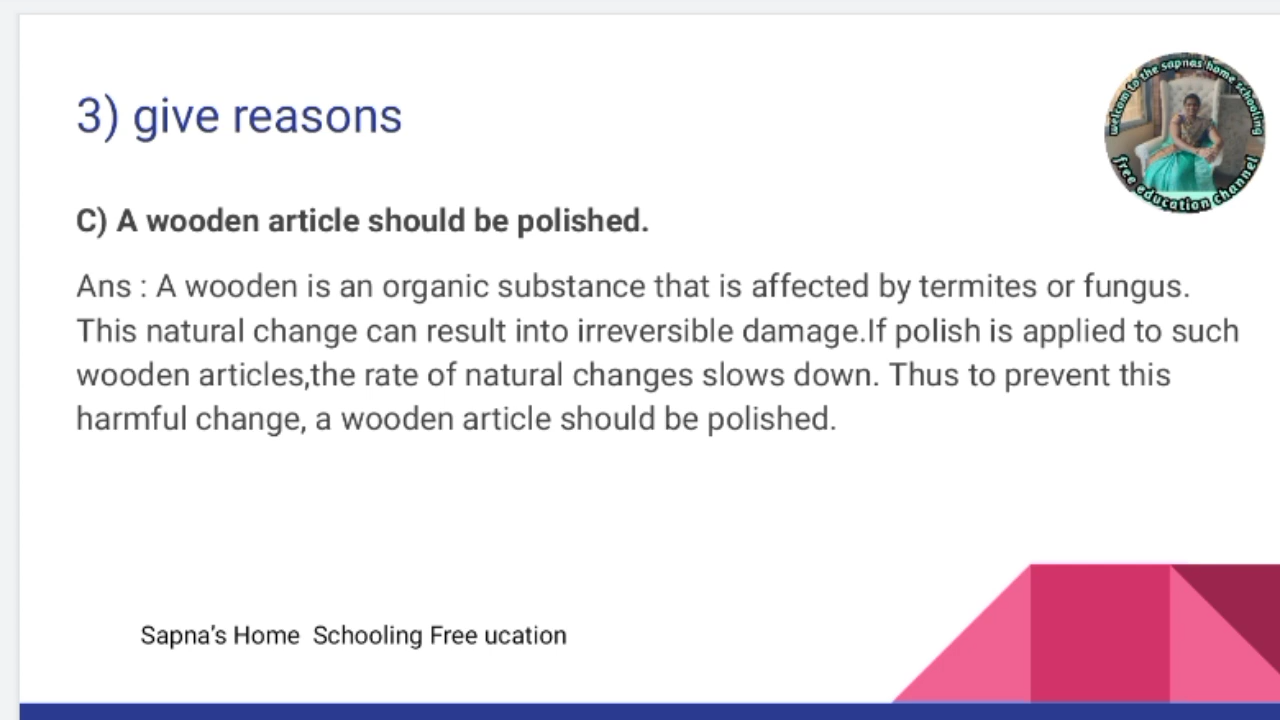 3) give reasons
welcom to the sapnas home schooling
free education channel
C) A wooden article should be polished.
Ans : A wooden is an organic substance that is affected by termites or fungus.
This natural change can result into irreversible damage.If polish is applied to such
wooden articles,the rate of natural changes slows down. Thus to prevent this
harmful change, a wooden article should be polished.
Sapna's Home  Schooling Free ucation